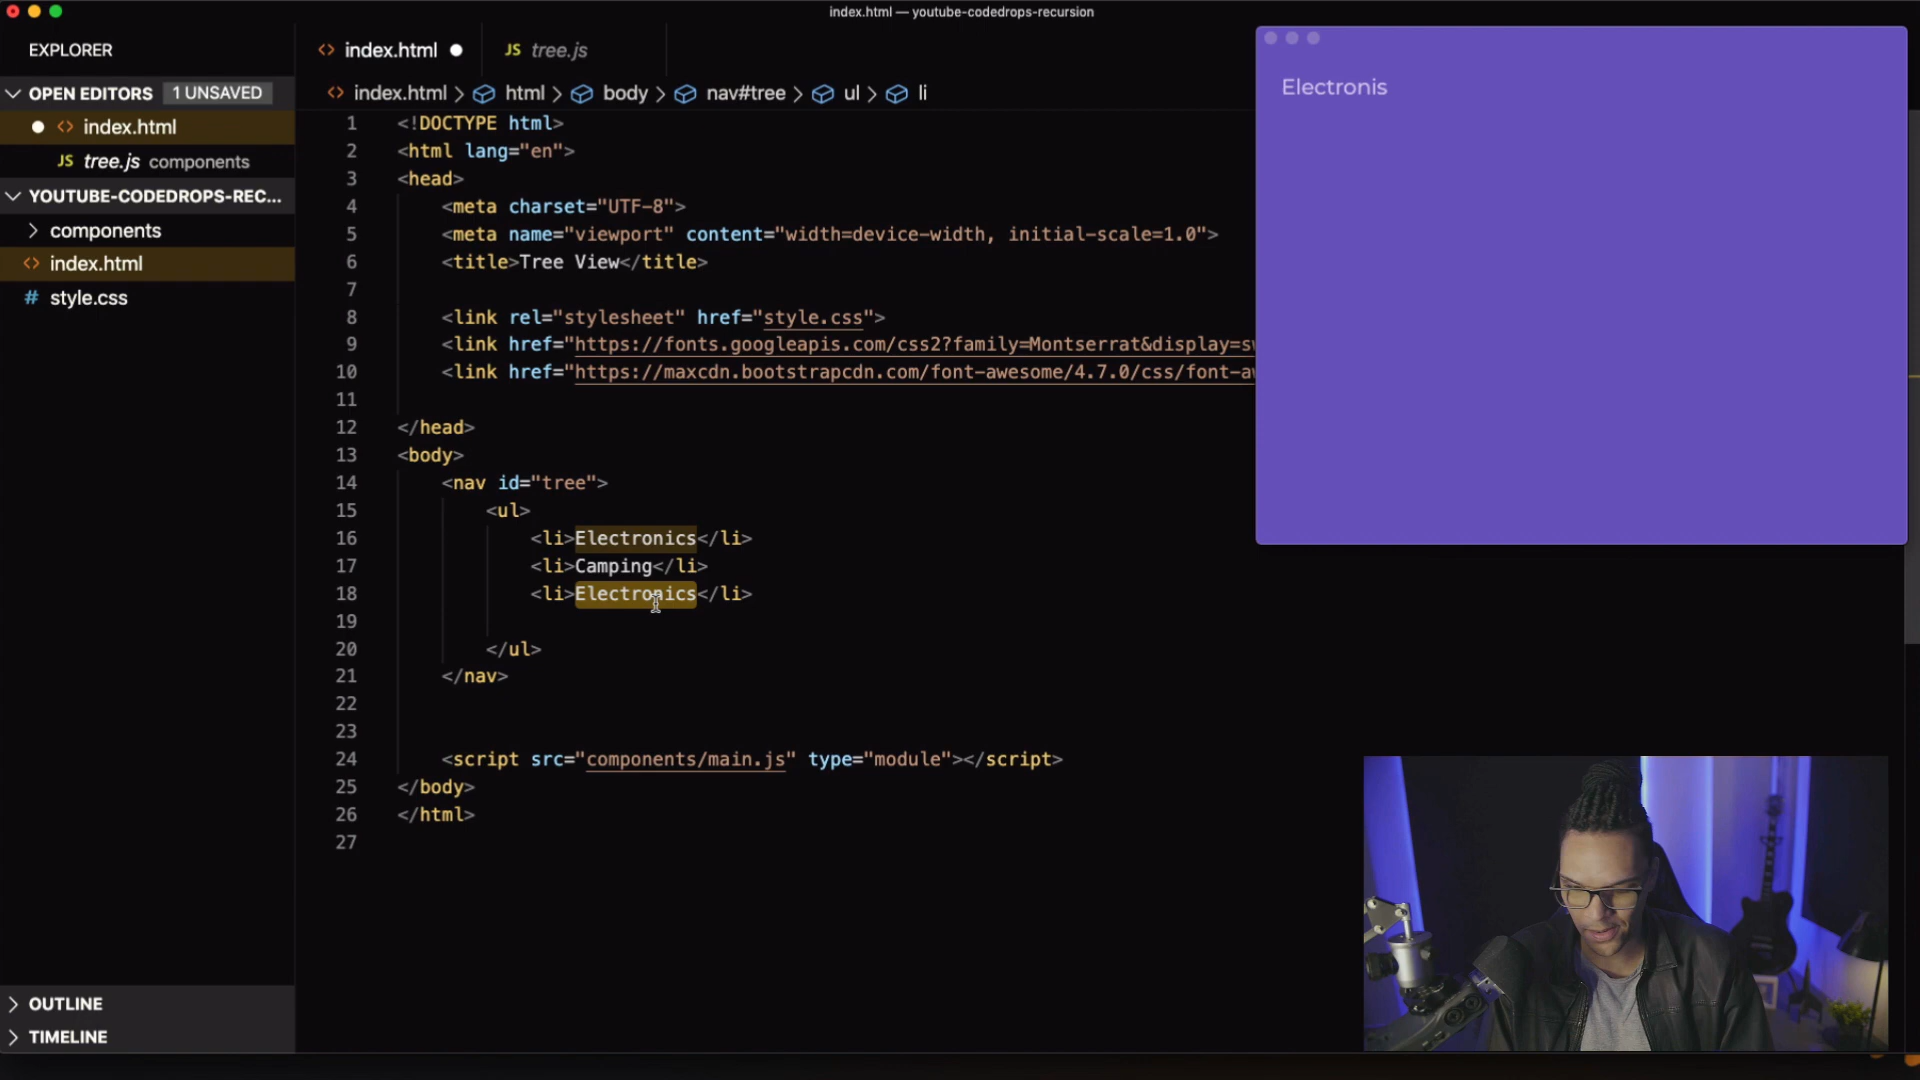 index.html — youtube-codedrops-recursion
EXPLORER
OPEN EDITORS 1 UNSAVED
index.html
JS tree.js components
YOUTUBE-CODEDROPS-REC...
components
index.html
# style.css
OUTLINE
TIMELINE
index.html
JS tree.js
index.html > html > body > nav#tree > ul > li
1 <!DOCTYPE html>
2 <html lang="en">
3 <head>
4 <meta charset="UTF-8">
5 <meta name="viewport" content="width=device-width, initial-scale=1.0">
6 <title>Tree View</title>
7
8 <link rel="stylesheet" href="style.css">
9 <link href="https://fonts.googleapis.com/css2?family=Montserrat&display=sw
10 <link href="https://maxcdn.bootstrapcdn.com/font-awesome/4.7.0/css/font-aw
11
12 </head>
13 <body>
14 <nav id="tree">
15 <ul>
16 <li>Electronics</li>
17 <li>Camping</li>
18 <li>Electronics</li>
19
20 </ul>
21 </nav>
22
23
24 <script src="components/main.js" type="module"></script>
25 </body>
26 </html>
27
Electronis